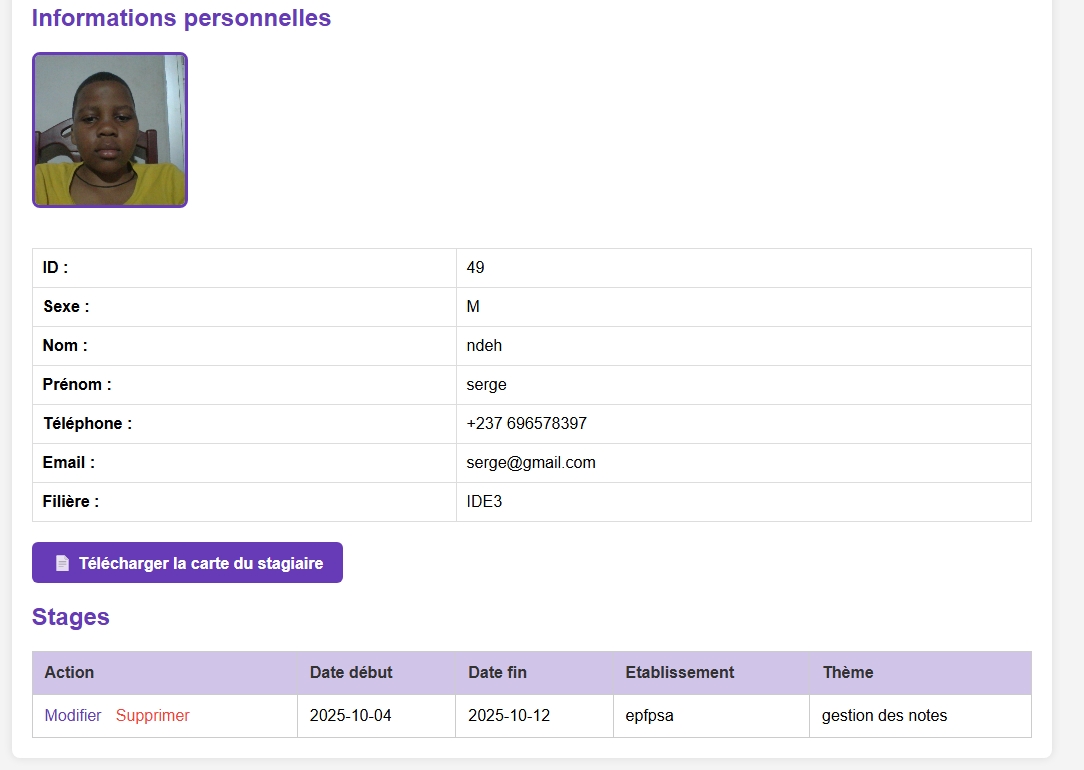 Informations personnelles
ID : 49
Sexe : M
Nom : ndeh
Prénom : serge
Téléphone : +237 696578397
Email : serge@gmail.com
Filière : IDE3
Télécharger la carte du stagiaire
Stages
Action Date début Date fin Etablissement Thème
Modifier Supprimer 2025-10-04 2025-10-12 epfpsa gestion des notes